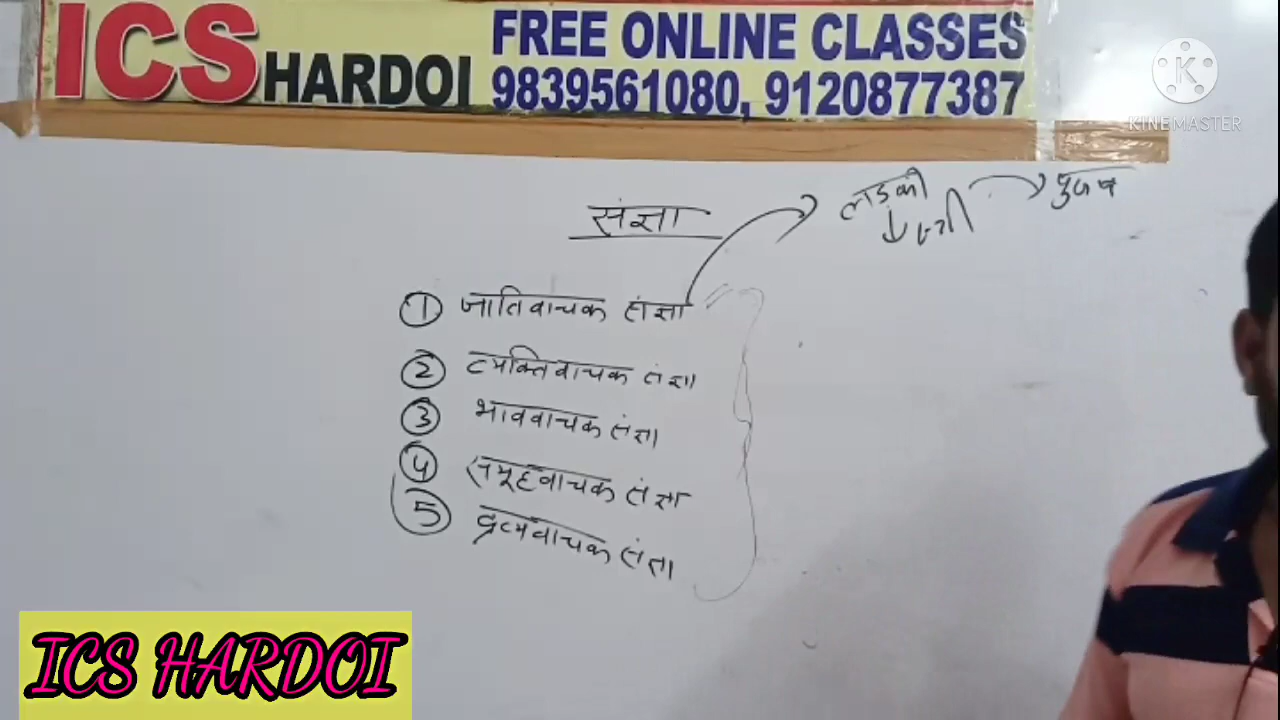 ICS HARDOI FREE ONLINE CLASSES
9839561080, 9120877387
KINEMASTER
संज्ञा
लड़की पुरुष
स्त्री
1 जातिवाचक संज्ञा
2 व्यक्तिवाचक संज्ञा
3 भाववाचक संज्ञा
4 समूहवाचक संज्ञा
5 द्रव्यवाचक संज्ञा
ICS HARDOI